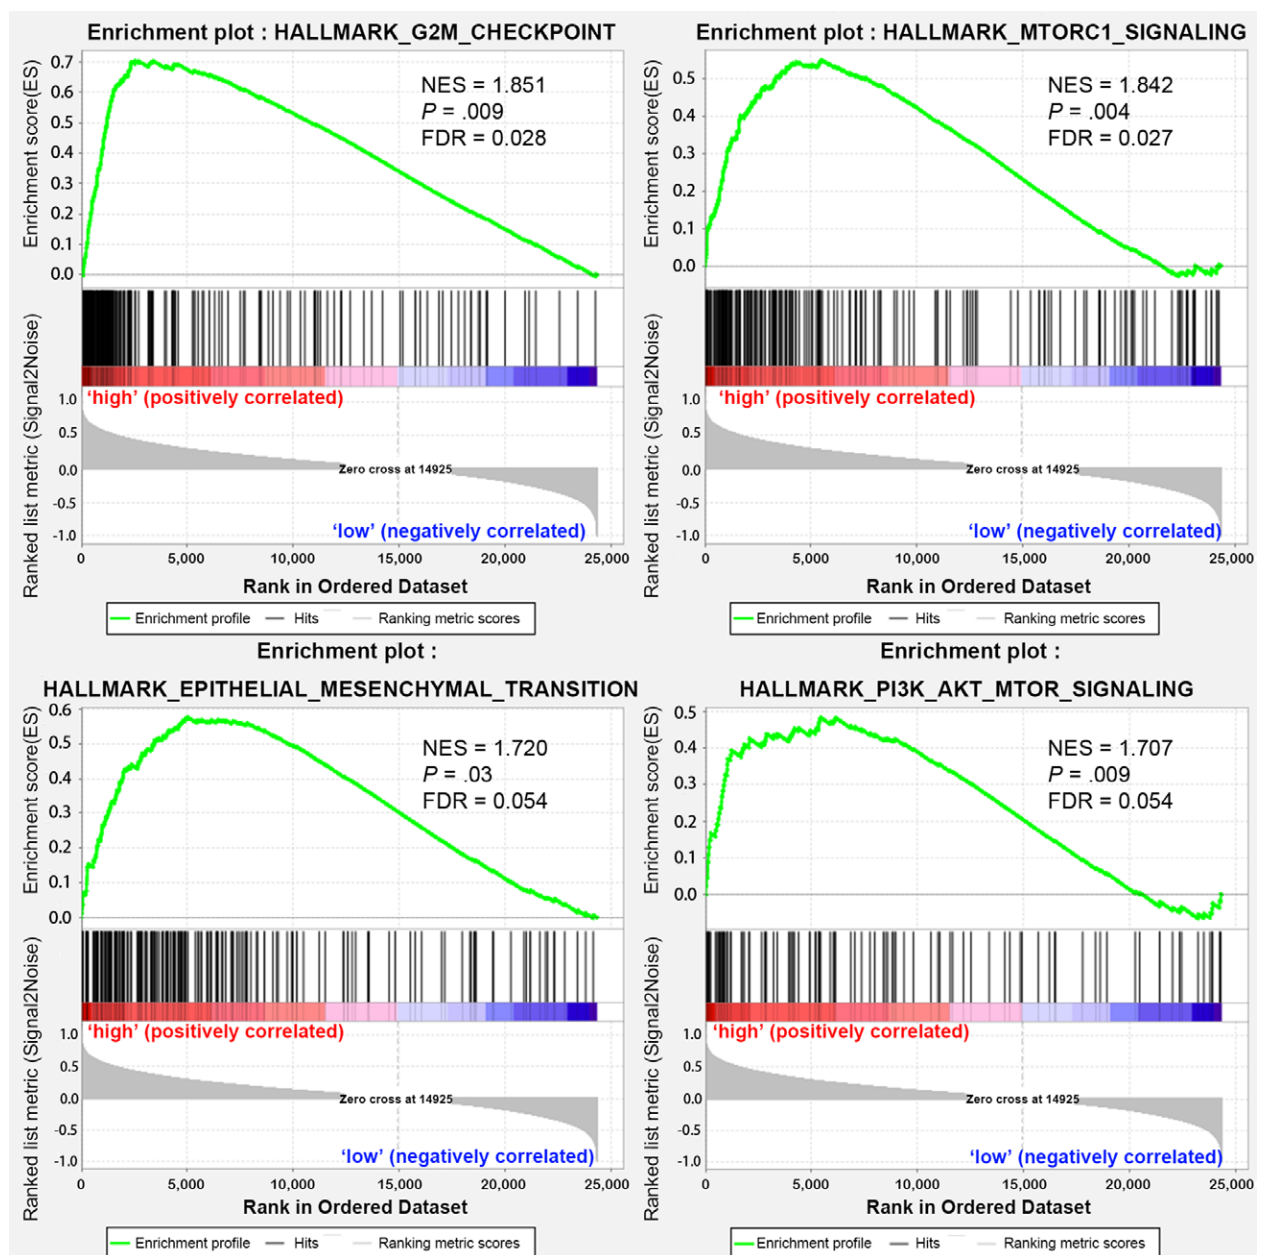 Enrichment plot : HALLMARK_G2M_CHECKPOINT
Enrichment score(ES)
0.7
0.6
0.5
0.4
0.3
0.2
0.1
0.0
NES = 1.851
P = .009
FDR = 0.028
Ranked list metric (Signal2Noise)
1.0
0.5
0.0
-0.5
-1.0
‘high’ (positively correlated)
Zero cross at 14925
‘low’ (negatively correlated)
0 5,000 10,000 15,000 20,000 25,000
Rank in Ordered Dataset
Enrichment profile Hits Ranking metric scores
Enrichment plot : HALLMARK_MTORC1_SIGNALING
Enrichment score(ES)
0.5
0.4
0.3
0.2
0.1
0.0
NES = 1.842
P = .004
FDR = 0.027
Ranked list metric (Signal2Noise)
1.0
0.5
0.0
-0.5
-1.0
‘high’ (positively correlated)
Zero cross at 14925
‘low’ (negatively correlated)
0 5,000 10,000 15,000 20,000 25,000
Rank in Ordered Dataset
Enrichment profile Hits Ranking metric scores
Enrichment plot :
HALLMARK_EPITHELIAL_MESENCHYMAL_TRANSITION
Enrichment score(ES)
0.6
0.5
0.4
0.3
0.2
0.1
0.0
NES = 1.720
P = .03
FDR = 0.054
Ranked list metric (Signal2Noise)
1.0
0.5
0.0
-0.5
-1.0
‘high’ (positively correlated)
Zero cross at 14925
‘low’ (negatively correlated)
0 5,000 10,000 15,000 20,000 25,000
Rank in Ordered Dataset
Enrichment profile Hits Ranking metric scores
Enrichment plot :
HALLMARK_PI3K_AKT_MTOR_SIGNALING
Enrichment score(ES)
0.5
0.4
0.3
0.2
0.1
0.0
NES = 1.707
P = .009
FDR = 0.054
Ranked list metric (Signal2Noise)
1.0
0.5
0.0
-0.5
-1.0
‘high’ (positively correlated)
Zero cross at 14925
‘low’ (negatively correlated)
0 5,000 10,000 15,000 20,000 25,000
Rank in Ordered Dataset
Enrichment profile Hits Ranking metric scores